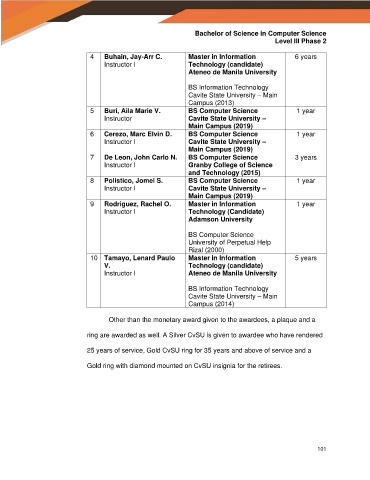 Bachelor of Science in Computer Science
Level III Phase 2
4 Buhain, Jay-Arr C. Master in Information 6 years
Instructor I Technology (candidate)
Ateneo de Manila University
BS Information Technology
Cavite State University – Main
Campus (2013)
5 Buri, Aila Marie V. BS Computer Science 1 year
Instructor Cavite State University –
Main Campus (2019)
6 Cerezo, Marc Elvin D. BS Computer Science 1 year
Instructor I Cavite State University –
Main Campus (2019)
7 De Leon, John Carlo N. BS Computer Science 3 years
Instructor I Granby College of Science
and Technology (2015)
8 Polistico, Jomel S. BS Computer Science 1 year
Instructor I Cavite State University –
Main Campus (2019)
9 Rodriguez, Rachel O. Master in Information 1 year
Instructor I Technology (Candidate)
Adamson University
BS Computer Science
University of Perpetual Help
Rizal (2000)
10 Tamayo, Lenard Paulo Master in Information 5 years
V. Technology (candidate)
Instructor I Ateneo de Manila University
BS Information Technology
Cavite State University – Main
Campus (2014)
Other than the monetary award given to the awardees, a plaque and a
ring are awarded as well. A Silver CvSU is given to awardee who have rendered
25 years of service, Gold CvSU ring for 35 years and above of service and a
Gold ring with diamond mounted on CvSU insignia for the retirees.
101